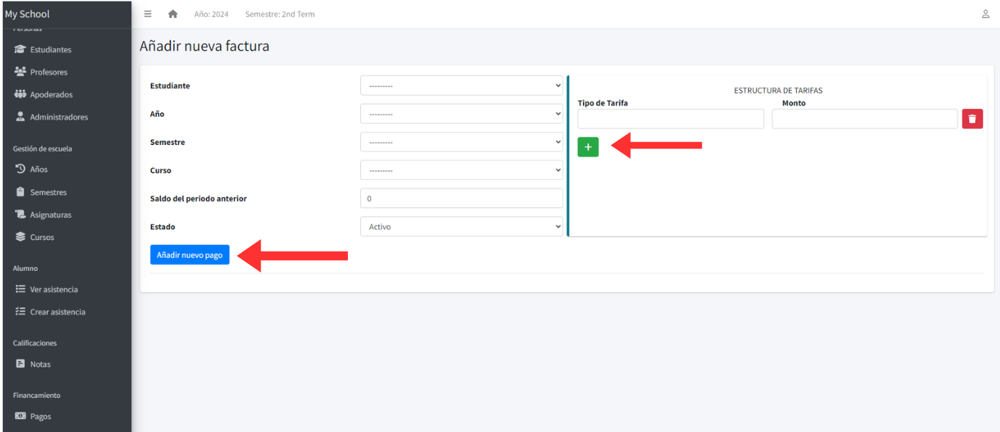 My School
Año: 2024
Semestre: 2nd Term
Personas
Estudiantes
Profesores
Apoderados
Administradores
Gestión de escuela
Años
Semestres
Asignaturas
Cursos
Alumno
Ver asistencia
Crear asistencia
Calificaciones
Notas
Financamiento
Pagos
Añadir nueva factura
Estudiante
---------
Año
---------
Semestre
---------
Curso
---------
Saldo del periodo anterior
0
Estado
Activo
Añadir nuevo pago
ESTRUCTURA DE TARIFAS
Tipo de Tarifa
Monto
+